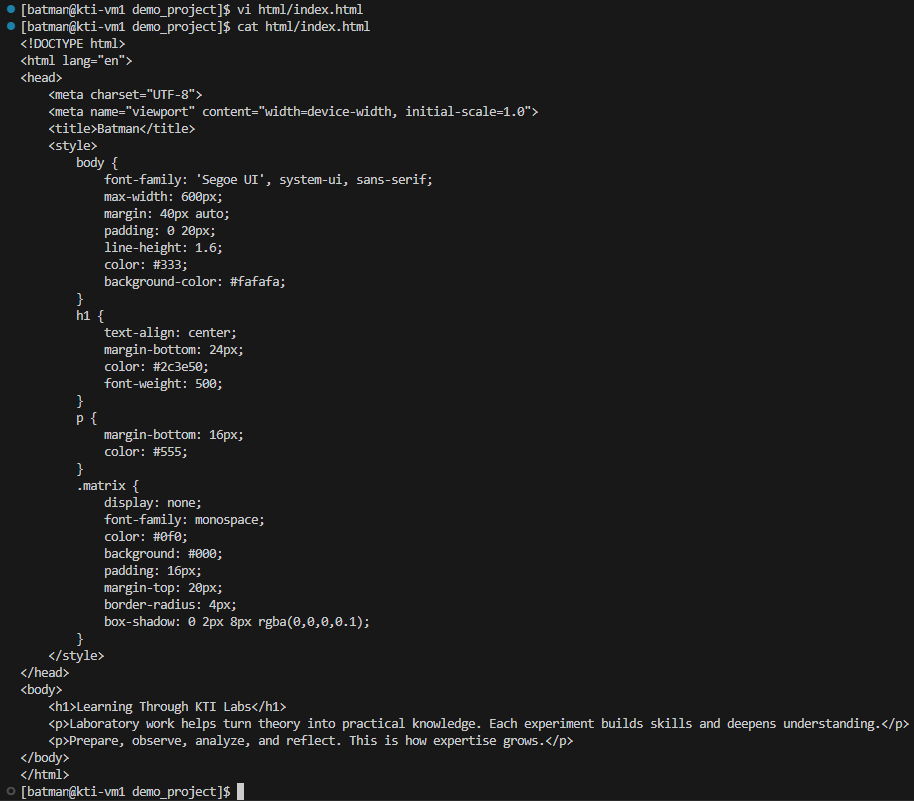 [batman@kti-vm1 demo_project]$ vi html/index.html
[batman@kti-vm1 demo_project]$ cat html/index.html
<!DOCTYPE html>
<html lang="en">
<head>
    <meta charset="UTF-8">
    <meta name="viewport" content="width=device-width, initial-scale=1.0">
    <title>Batman</title>
    <style>
        body {
            font-family: 'Segoe UI', system-ui, sans-serif;
            max-width: 600px;
            margin: 40px auto;
            padding: 0 20px;
            line-height: 1.6;
            color: #333;
            background-color: #fafafa;
        }
        h1 {
            text-align: center;
            margin-bottom: 24px;
            color: #2c3e50;
            font-weight: 500;
        }
        p {
            margin-bottom: 16px;
            color: #555;
        }
        .matrix {
            display: none;
            font-family: monospace;
            color: #0f0;
            background: #000;
            padding: 16px;
            margin-top: 20px;
            border-radius: 4px;
            box-shadow: 0 2px 8px rgba(0,0,0,0.1);
        }
    </style>
</head>
<body>
    <h1>Learning Through KTI Labs</h1>
    <p>Laboratory work helps turn theory into practical knowledge. Each experiment builds skills and deepens understanding.</p>
    <p>Prepare, observe, analyze, and reflect. This is how expertise grows.</p>
</body>
</html>
[batman@kti-vm1 demo_project]$